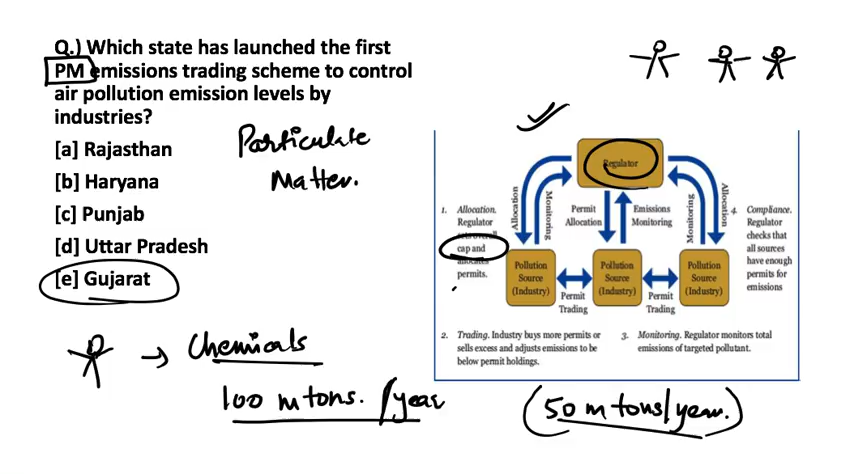 Q.) Which state has launched the first
PM emissions trading scheme to control
air pollution emission levels by
industries?
[a] Rajasthan
[b] Haryana
[c] Punjab
[d] Uttar Pradesh
[e] Gujarat
Particulate
Matter.
→ Chemicals
100 m tons. /year
Regulator
Allocation
Monitoring
Permit
Allocation
Emissions
Monitoring
Monitoring
Allocation
1. Allocation.
Regulator
sets overall
cap and
allocates
permits.
4. Compliance.
Regulator
checks that
all sources
have enough
permits for
emissions
Pollution
Source
(Industry)
Permit
Trading
Pollution
Source
(Industry)
Permit
Trading
Pollution
Source
(Industry)
2. Trading. Industry buys more permits or
sells excess and adjusts emissions to be
below permit holdings.
3. Monitoring. Regulator monitors total
emissions of targeted pollutant.
(50 m tons/year.)